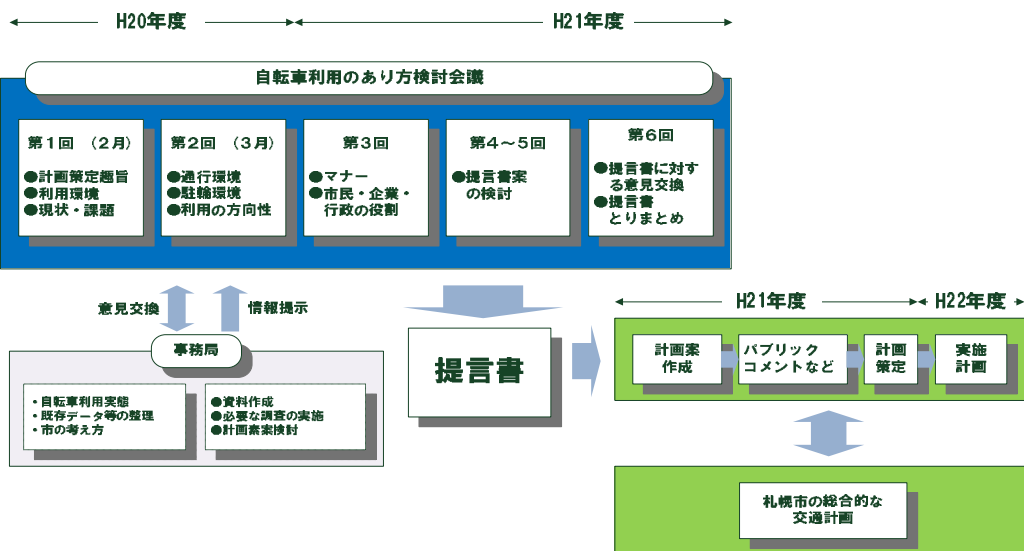 H20年度
H21年度
自転車利用のあり方検討会議
第1回 （2月）
●計画策定趣旨
●利用環境
●現状・課題
第2回 （3月）
●通行環境
●駐輪環境
●利用の方向性
第3回
●マナー
●市民・企業・
行政の役割
第4～5回
●提言書案
の検討
第6回
●提言書に対す
る意見交換
●提言書
とりまとめ
意見交換
情報提示
事務局
・自転車利用実態
・既存データ等の整理
・市の考え方
●資料作成
●必要な調査の実施
●計画素案検討
提言書
H21年度
H22年度
計画案
作成
パブリック
コメントなど
計画
策定
実施
計画
札幌市の総合的な
交通計画